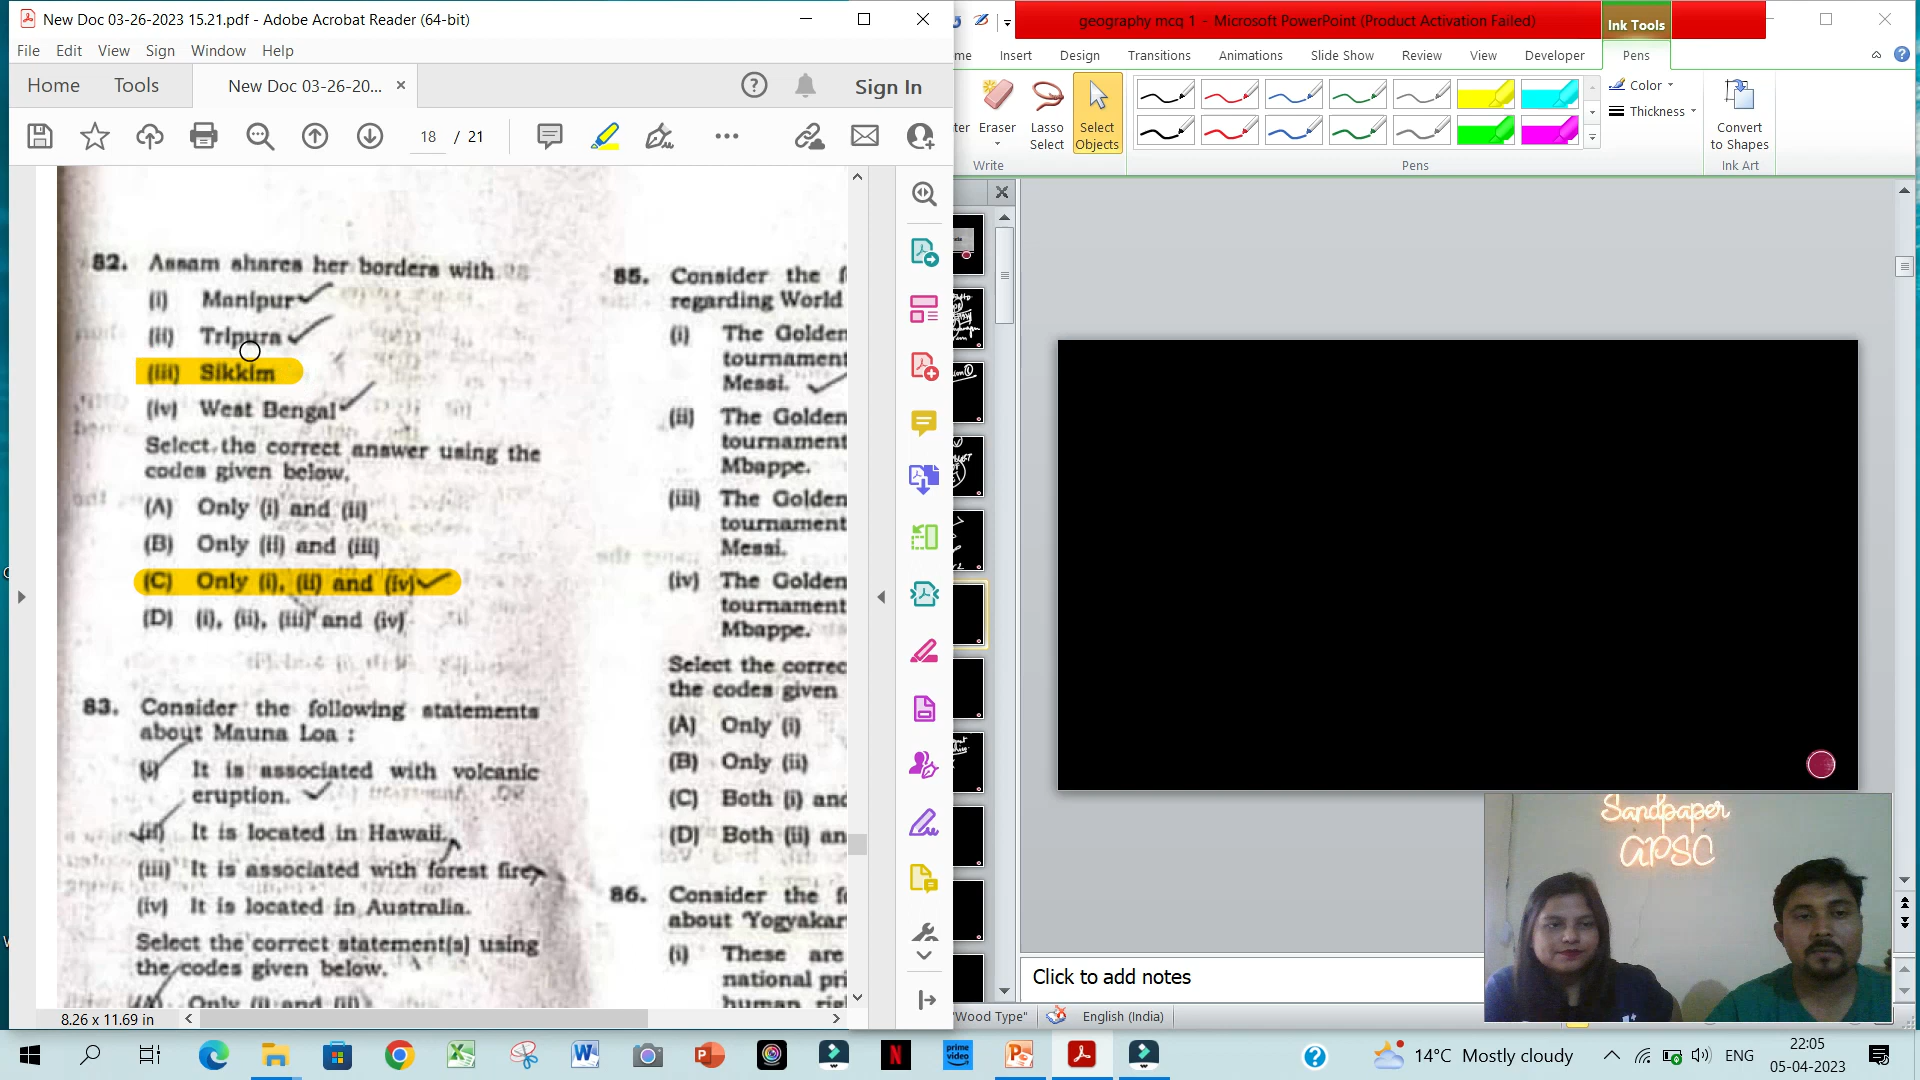 New Doc 03-26-2023 15.21.pdf - Adobe Acrobat Reader (64-bit)
File Edit View Sign Window Help
Home Tools New Doc 03-26-20... Sign In
18 / 21
82. Assam shares her borders with
(i) Manipur
(ii) Tripura
(iii) Sikkim
(iv) West Bengal
Select the correct answer using the
codes given below.
(A) Only (i) and (ii)
(B) Only (ii) and (iii)
(C) Only (i), (ii) and (iv)
(D) (i), (ii), (iii) and (iv)
83. Consider the following statements
about Mauna Loa :
(i) It is associated with volcanic
eruption.
(ii) It is located in Hawaii.
(iii) It is associated with forest fire.
(iv) It is located in Australia.
Select the correct statement(s) using
the codes given below.
(A) Only (i) and (ii)
85. Consider the
regarding World
(i) The Golden
tournament
Messi.
(ii) The Golden
tournament
Mbappe.
(iii) The Golden
tournament
Messi.
(iv) The Golden
tournament
Mbappe.
Select the correc
the codes given
(A) Only (i)
(B) Only (ii)
(C) Both (i) and
(D) Both (ii) an
86. Consider the
about 'Yogyakar
(i) These are
national pri
human rig
8.26 x 11.69 in
geography mcq 1 - Microsoft PowerPoint (Product Activation Failed)
Ink Tools
me Insert Design Transitions Animations Slide Show Review View Developer Pens
ter Eraser Lasso Select Select Objects
Color
Thickness
Convert to Shapes
Write Pens Ink Art
Click to add notes
"Wood Type" English (India)
Sandpaper
APSC
14°C Mostly cloudy
ENG
22:05
05-04-2023